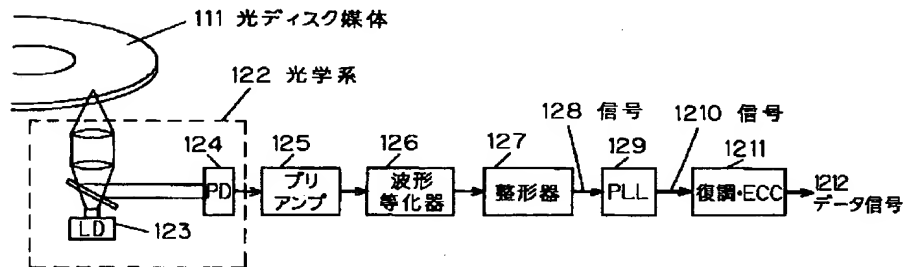 111 光ディスク媒体
122 光学系
128 信号
1210 信号
124
125
126
127
129
1211
PD
プリ
アンプ
波形
等化器
整形器
PLL
復調・ECC
1212
データ信号
LD
123